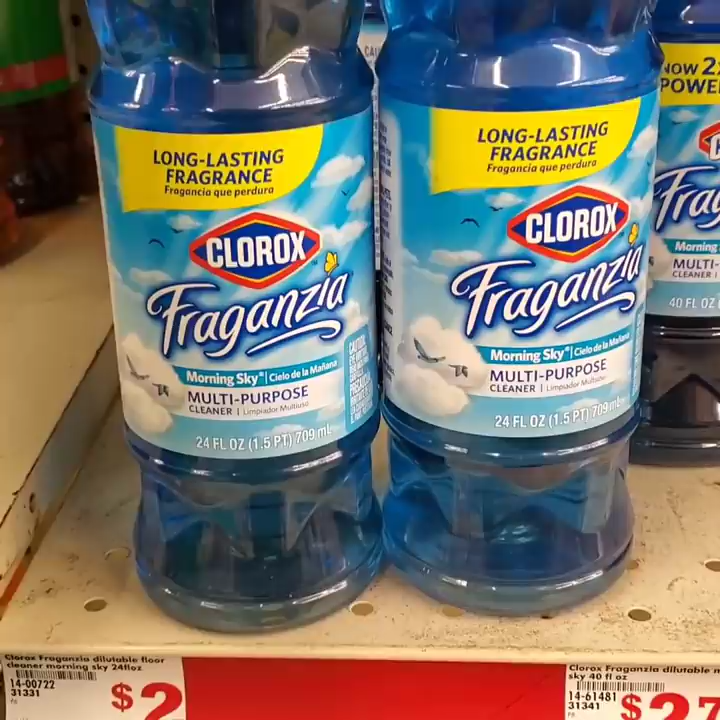 LONG-LASTING
FRAGRANCE
Fragancia que perdura
CLOROX
Fraganzia
Morning Sky® | Cielo de la Mañana
MULTI-PURPOSE
CLEANER | Limpiador Multiuso
24 FL OZ (1.5 PT) 709 mL
LONG-LASTING
FRAGRANCE
Fragancia que perdura
CLOROX
Fraganzia
Morning Sky® | Cielo de la Mañana
MULTI-PURPOSE
CLEANER | Limpiador Multiuso
24 FL OZ (1.5 PT) 709 mL
NOW 2
POWE
Frag
Morning
MULTI-
CLEANER |
40 FL OZ
Clorox Fraganzia dilutable floor
cleaner morning sky 24floz
14-00722
31331
$2
Clorox Fraganzia dilutable
sky 40 fl oz
14-61481
31341
$2